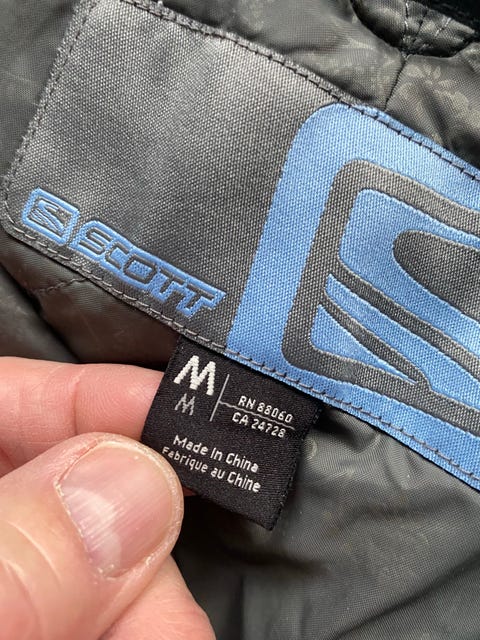 SCOTT
M
M
RN 88060
CA 24728
Made in China
Fabriqué au Chine